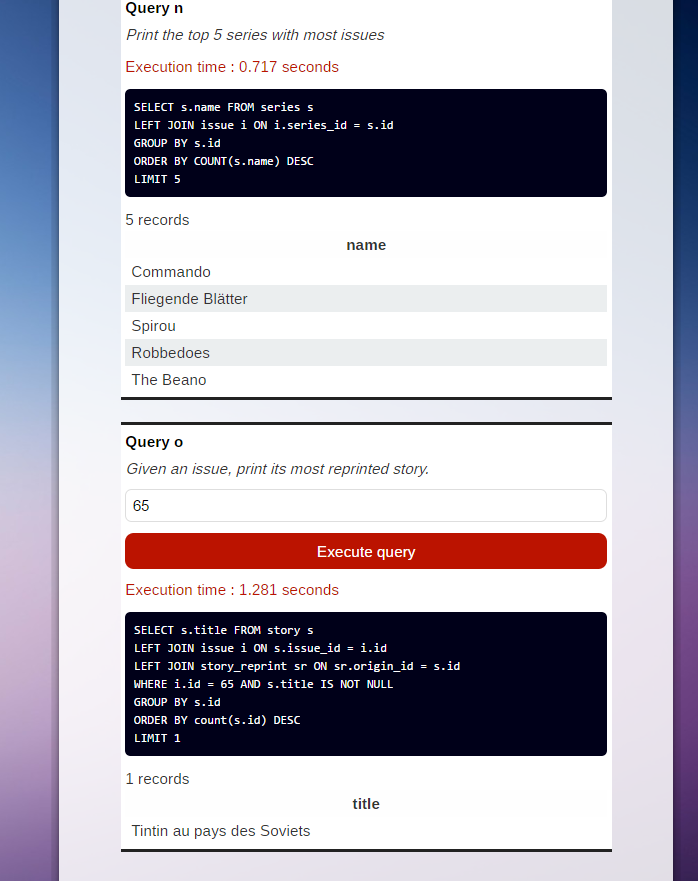 Query n
Print the top 5 series with most issues
Execution time : 0.717 seconds
SELECT s.name FROM series s
LEFT JOIN issue i ON i.series_id = s.id
GROUP BY s.id
ORDER BY COUNT(s.name) DESC
LIMIT 5
5 records
name
Commando
Fliegende Blätter
Spirou
Robbedoes
The Beano
Query o
Given an issue, print its most reprinted story.
65
Execute query
Execution time : 1.281 seconds
SELECT s.title FROM story s
LEFT JOIN issue i ON s.issue_id = i.id
LEFT JOIN story_reprint sr ON sr.origin_id = s.id
WHERE i.id = 65 AND s.title IS NOT NULL
GROUP BY s.id
ORDER BY count(s.id) DESC
LIMIT 1
1 records
title
Tintin au pays des Soviets